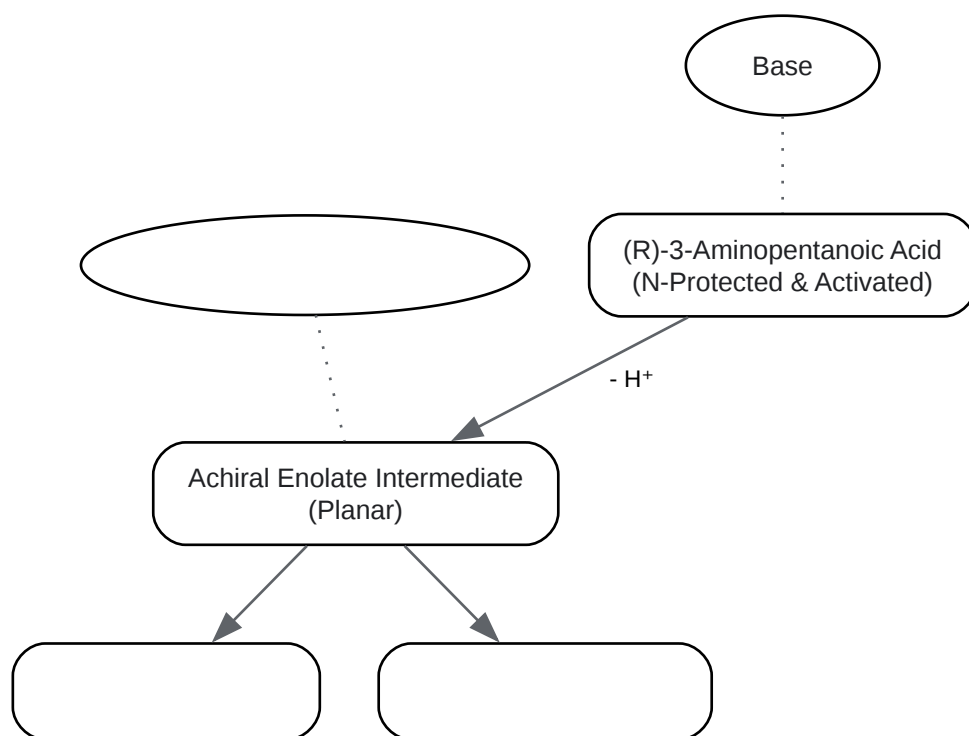 Base
(R)-3-Aminopentanoic Acid
(N-Protected & Activated)
- H⁺
Achiral Enolate Intermediate
(Planar)